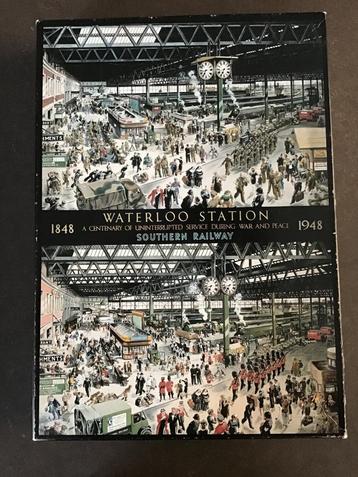 WATERLOO STATION
1848 A CENTENARY OF UNINTERRUPTED SERVICE DURING WAR AND PEACE 1948
SOUTHERN RAILWAY